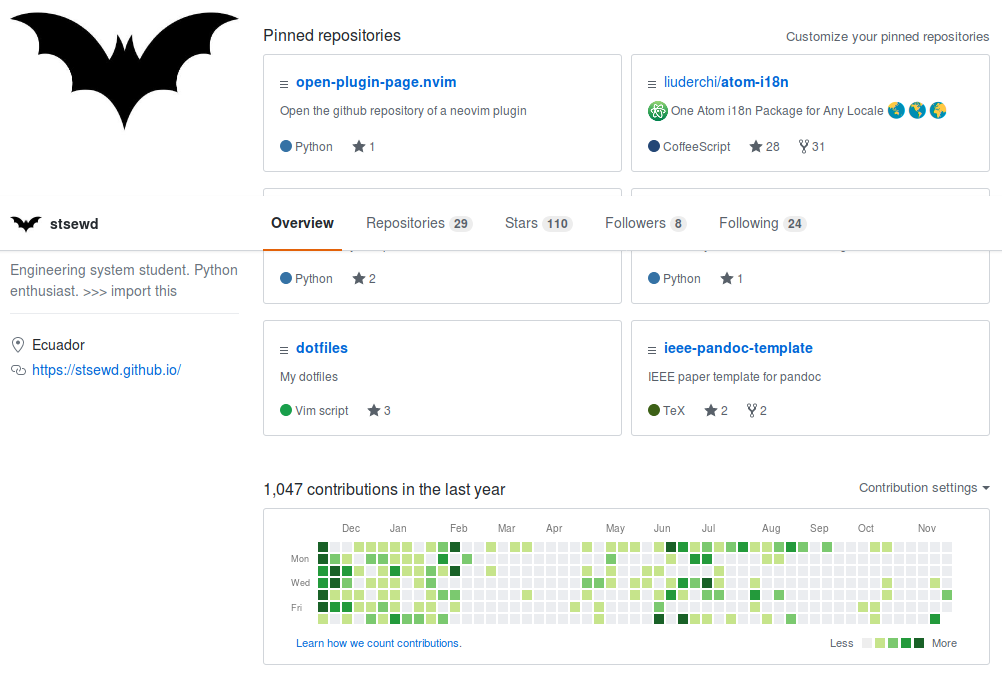 Pinned repositories
Customize your pinned repositories
open-plugin-page.nvim
Open the github repository of a neovim plugin
Python 1
liuderchi/atom-i18n
One Atom i18n Package for Any Locale
CoffeeScript 28 31
stsewd
Overview Repositories 29 Stars 110 Followers 8 Following 24
Engineering system student. Python
enthusiast. >>> import this
Ecuador
https://stsewd.github.io/
Python 2
Python 1
dotfiles
My dotfiles
Vim script 3
ieee-pandoc-template
IEEE paper template for pandoc
TeX 2 2
1,047 contributions in the last year
Contribution settings
Dec Jan Feb Mar Apr May Jun Jul Aug Sep Oct Nov
Mon
Wed
Fri
Learn how we count contributions.
Less More